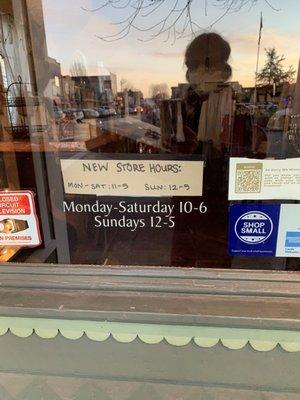 NEW STORE HOURS:
MON-SAT: 11-5 SUN: 12-5
Monday-Saturday 10-6
Sundays 12-5
CLOSED
CIRCUIT
TELEVISION
ON PREMISES
SHOP
SMALL